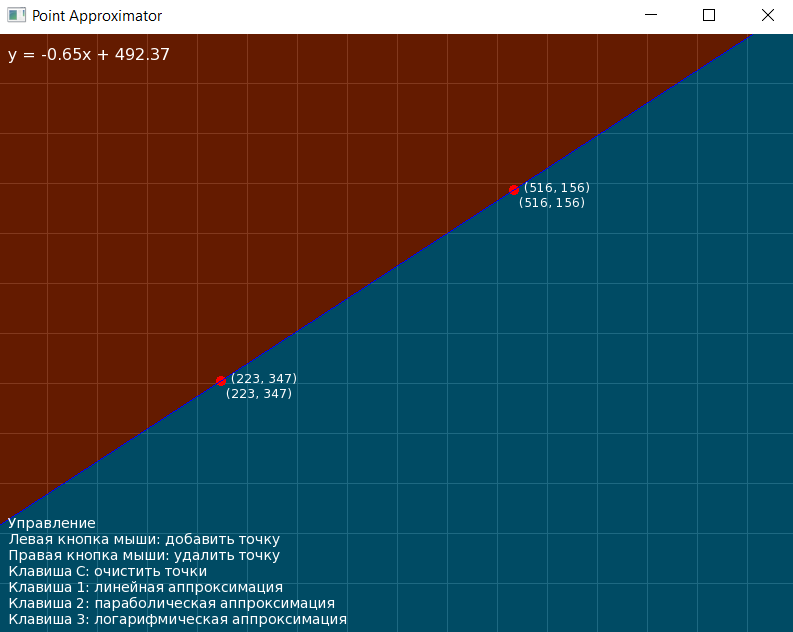 Point Approximator
y = -0.65x + 492.37
(516, 156)
(516, 156)
(223, 347)
(223, 347)
Управление
Левая кнопка мыши: добавить точку
Правая кнопка мыши: удалить точку
Клавиша C: очистить точки
Клавиша 1: линейная аппроксимация
Клавиша 2: параболическая аппроксимация
Клавиша 3: логарифмическая аппроксимация